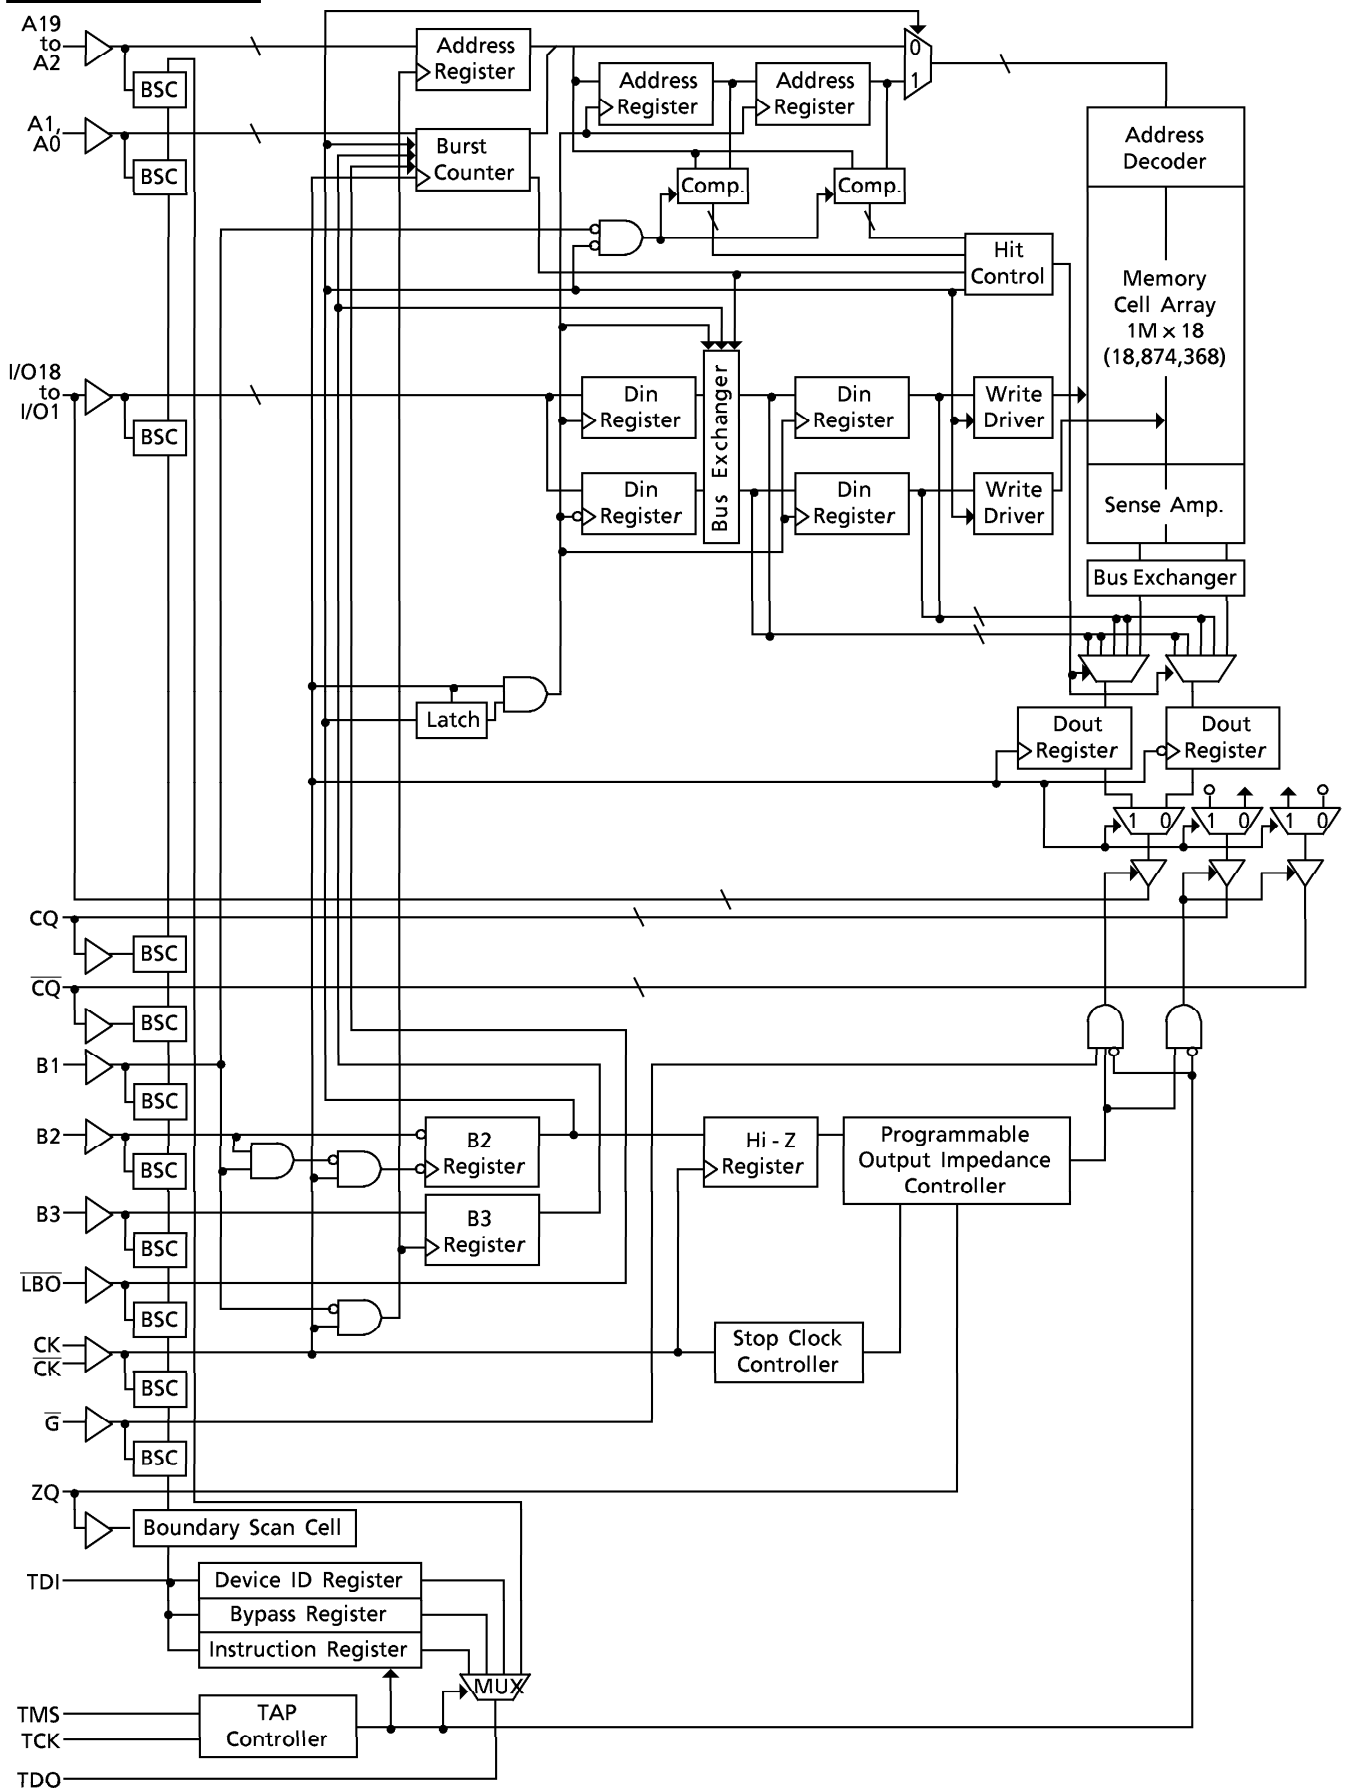 A19
to
A2
BSC
A1,
A0
BSC
Address
Register
Burst
Counter
Address
Register
Address
Register
0
1
Comp.
Comp.
Hit
Control
Address
Decoder
Memory
Cell Array
1M x 18
(18,874,368)
Sense Amp.
Bus Exchanger
I/O18
to
I/O1
BSC
Din
Register
Din
Register
Bus Exchanger
Din
Register
Din
Register
Write
Driver
Write
Driver
Latch
Dout
Register
Dout
Register
1 0
1 0
1 0
CQ
BSC
C̅Q̅
BSC
B1
BSC
B2
BSC
B3
BSC
L̅B̅O̅
BSC
CK
C̅K̅
BSC
G̅
BSC
B2
Register
B3
Register
Hi - Z
Register
Programmable
Output Impedance
Controller
Stop Clock
Controller
ZQ
Boundary Scan Cell
TDI
Device ID Register
Bypass Register
Instruction Register
MUX
TMS
TCK
TAP
Controller
TDO